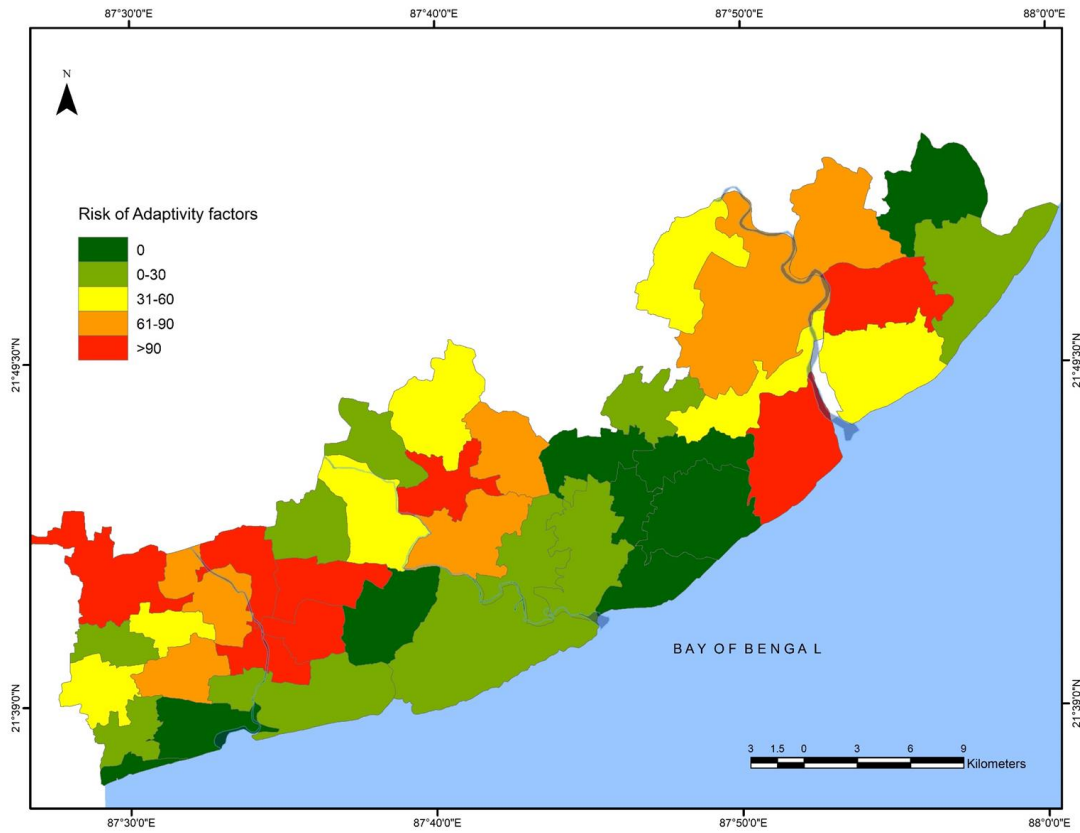 87°30'0"E 87°40'0"E 87°50'0"E 88°0'0"E
N
Risk of Adaptivity factors
0
0-30
31-60
61-90
>90
21°49'30"N 21°49'30"N
BAY OF BENGAL
21°39'0"N 21°39'0"N
3 1.5 0 3 6 9
Kilometers
87°30'0"E 87°40'0"E 87°50'0"E 88°0'0"E